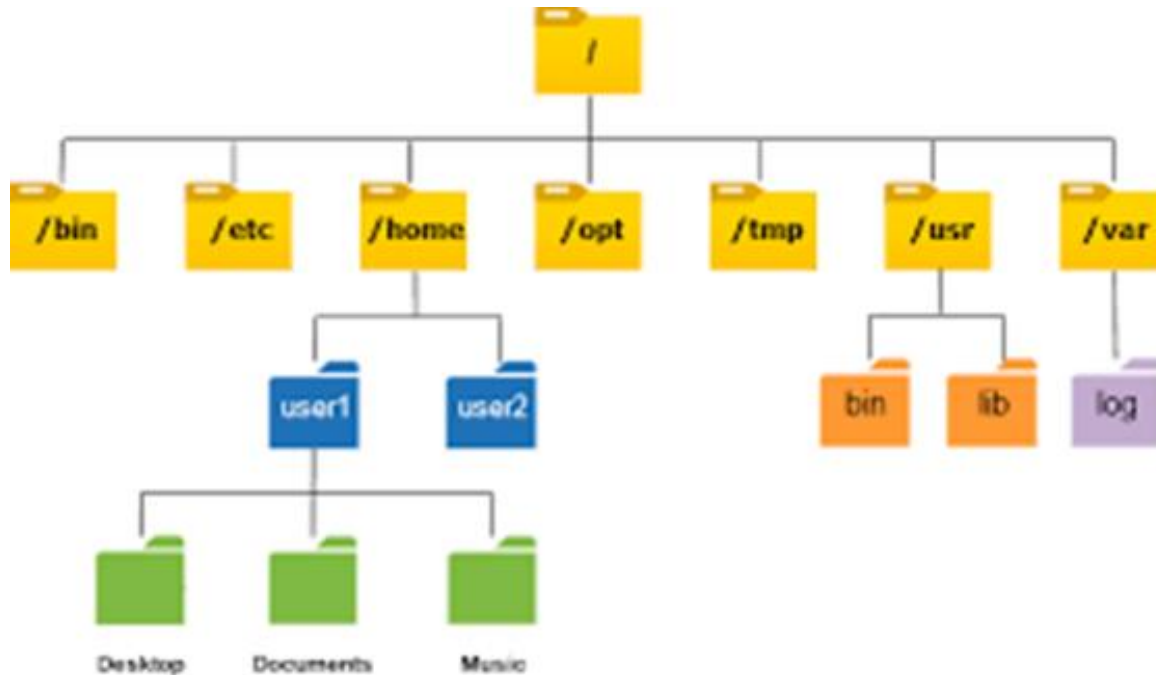 /
/bin /etc /home /opt /tmp /usr /var
user1 user2 bin lib log
Desktop Documents Music